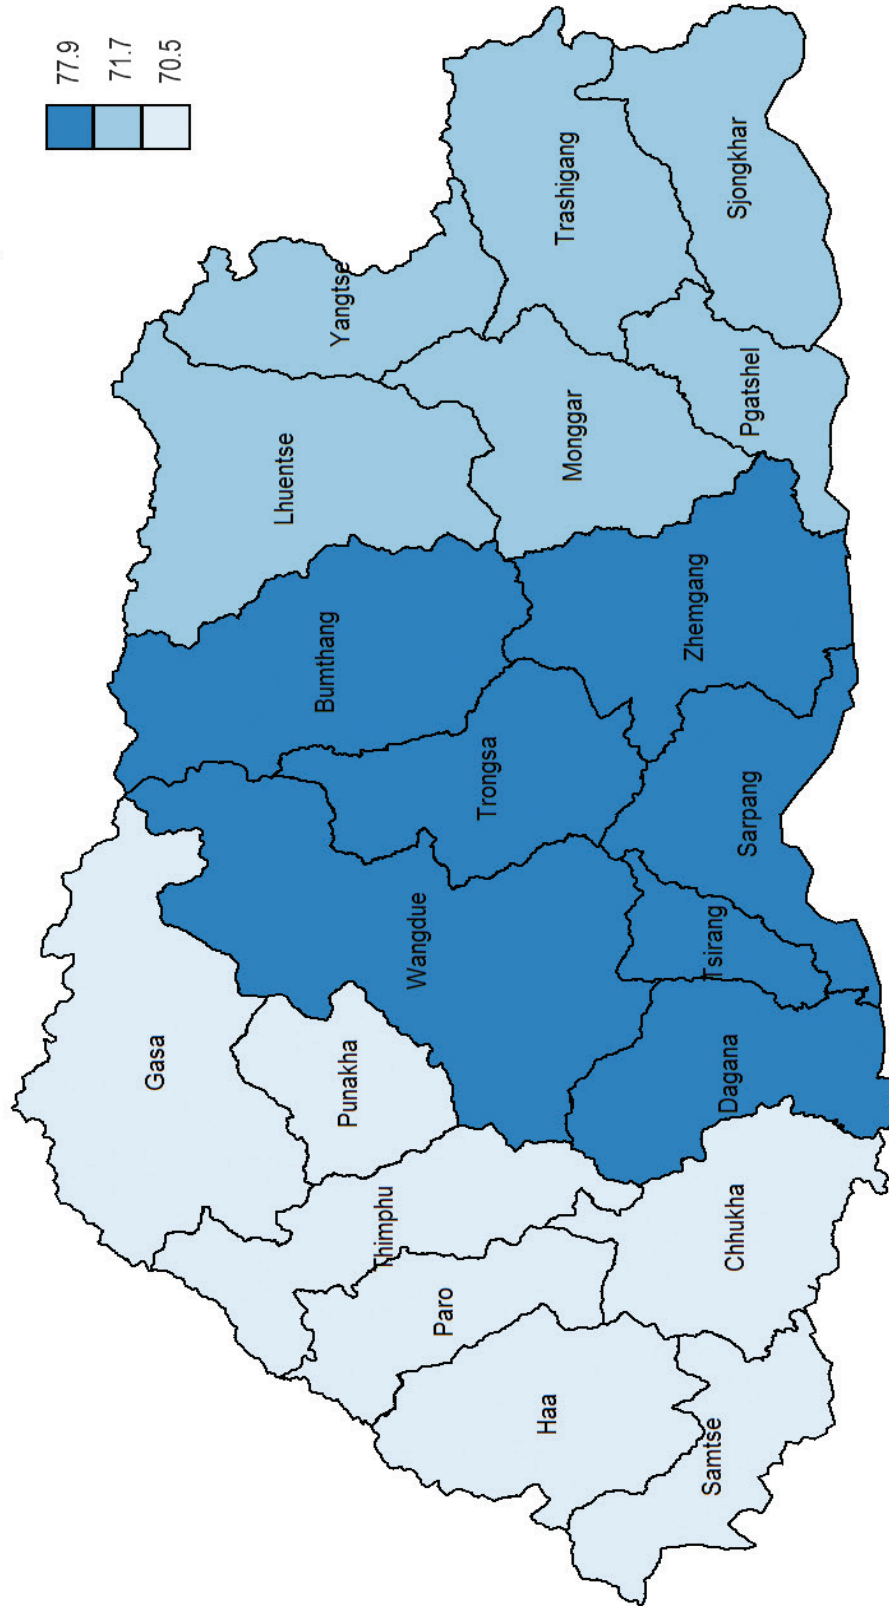 77.9
71.7
70.5
Gasa
Lhuentse
Bumthang
Yangtse
Punakha
Thimphu
Wangdue
Paro
Trongsa
Haa
Trashigang
Monggar
Zhemgang
Samtse
Tsirang
Dagana
Chhukha
Sjongkhar
Sarpang
Pgatshel